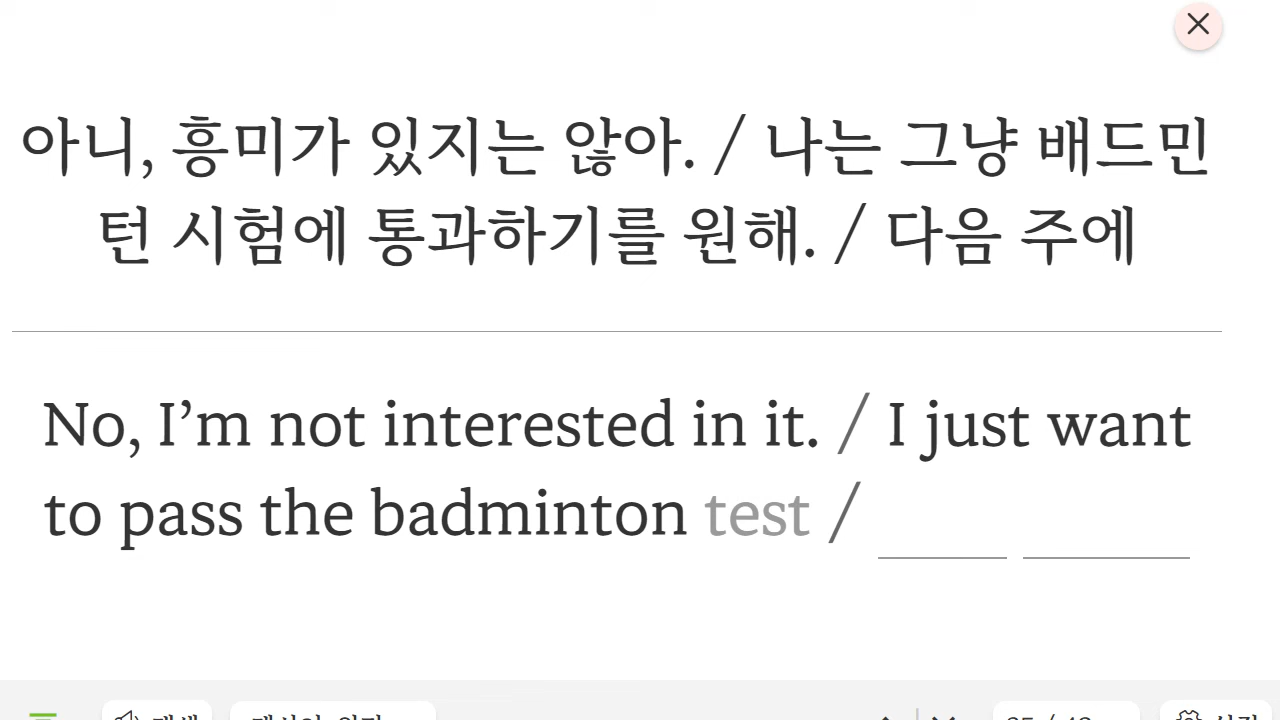 아니, 흥미가 있지는 않아. / 나는 그냥 배드민
턴 시험에 통과하기를 원해. / 다음 주에
No, I’m not interested in it. / I just want
to pass the badminton test /